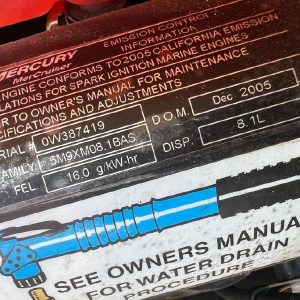 MERCURY
MerCruiser
EMISSION CONTROL
INFORMATION
ENGINE CONFORMS TO 2005 CALIFORNIA EMISSION
REGULATIONS FOR SPARK IGNITION MARINE ENGINES
REFER TO OWNER'S MANUAL FOR MAINTENANCE
SPECIFICATIONS AND ADJUSTMENTS
SERIAL # 0W387419 D.O.M. Dec 2005
FAMILY 5M9XM08.1BAS DISP. 8.1L
FEL 16.0 g/kW-hr
SEE OWNERS MANUAL
FOR WATER DRAIN
PROCEDURE